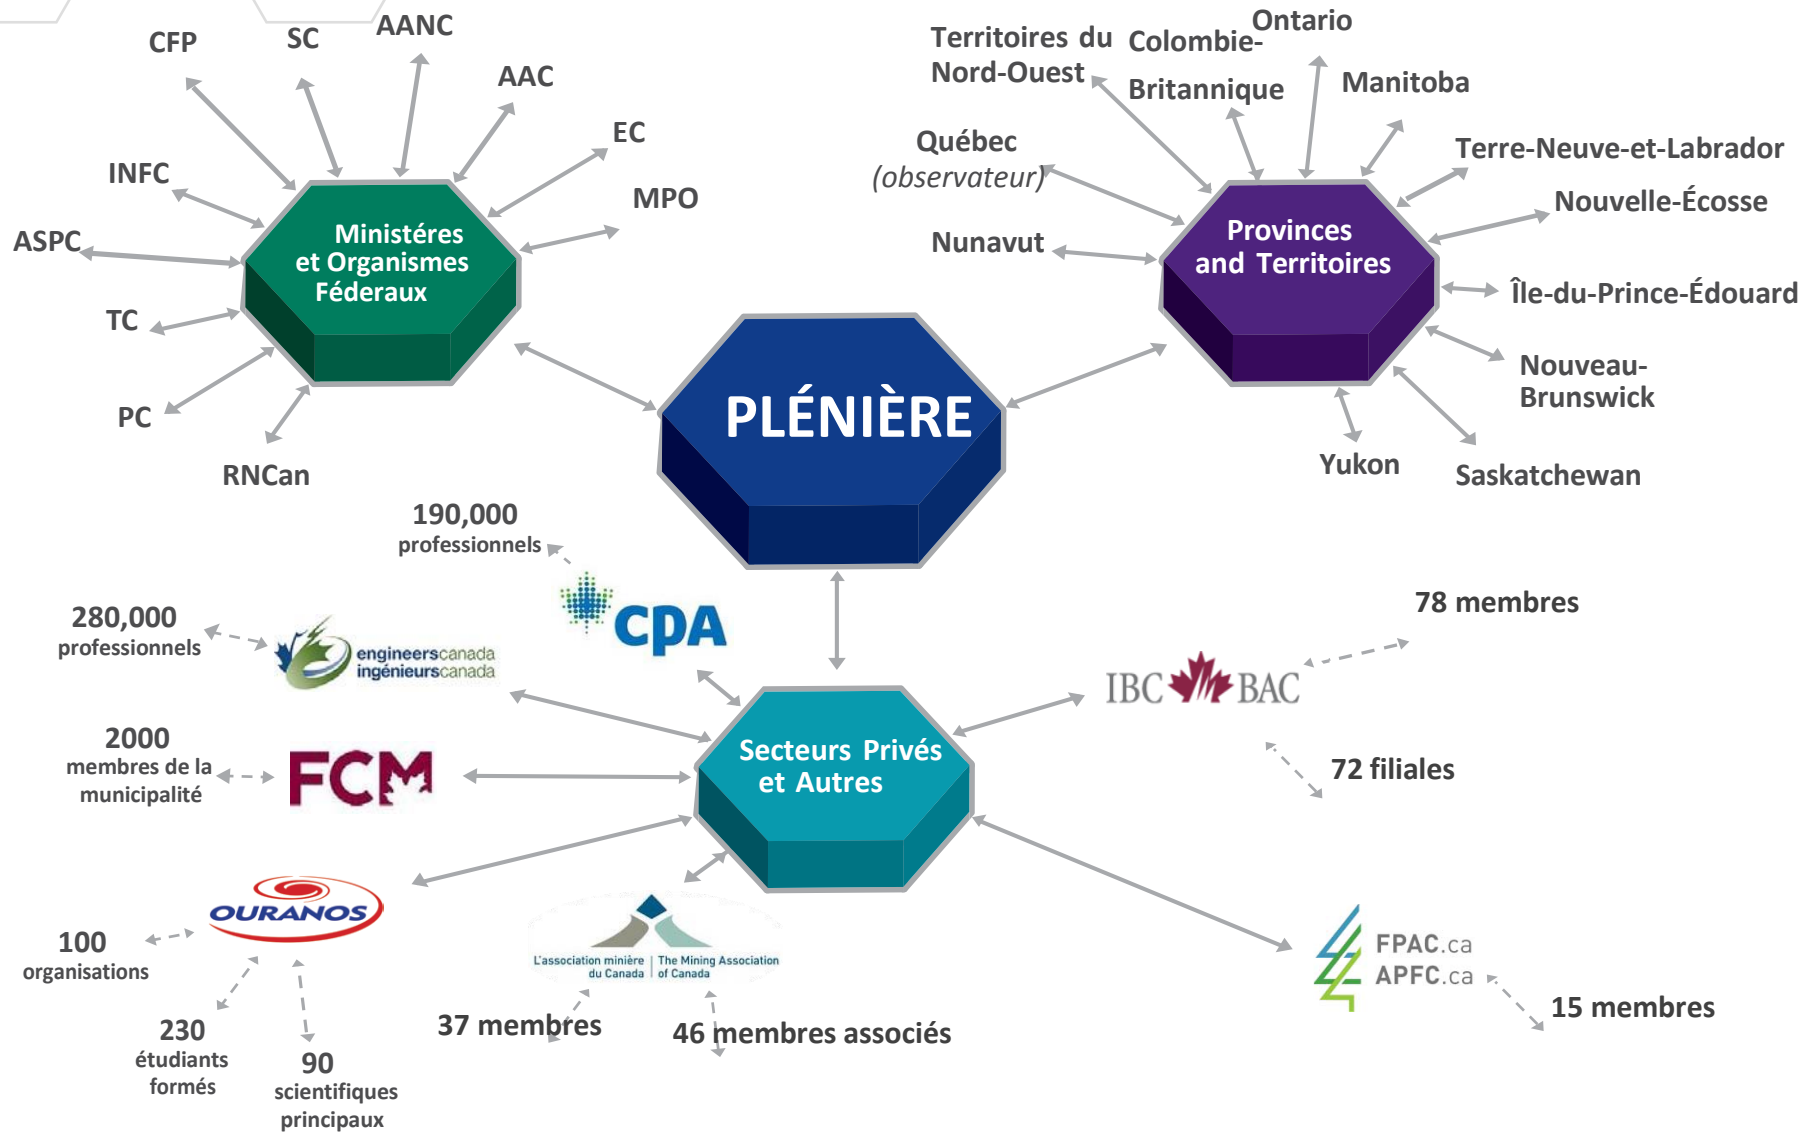 CFP
SC
AANC
AAC
EC
MPO
INFC
ASPC
TC
PC
RNCan
Ministéres
et Organismes
Féderaux
Territoires du
Nord-Ouest
Colombie-
Britannique
Ontario
Manitoba
Québec
(observateur)
Terre-Neuve-et-Labrador
Nouvelle-Écosse
Nunavut
Île-du-Prince-Édouard
Nouveau-
Brunswick
Yukon
Saskatchewan
Provinces
and Territoires
PLÉNIÈRE
190,000
professionnels
cpa
280,000
professionnels
engineerscanada
ingénieurscanada
2000
membres de la
municipalité
FCM
Secteurs Privés
et Autres
78 membres
IBC BAC
72 filiales
OURANOS
100
organisations
230
étudiants
formés
90
scientifiques
principaux
L'association minière
du Canada
The Mining Association
of Canada
37 membres
46 membres associés
FPAC.ca
APFC.ca
15 membres